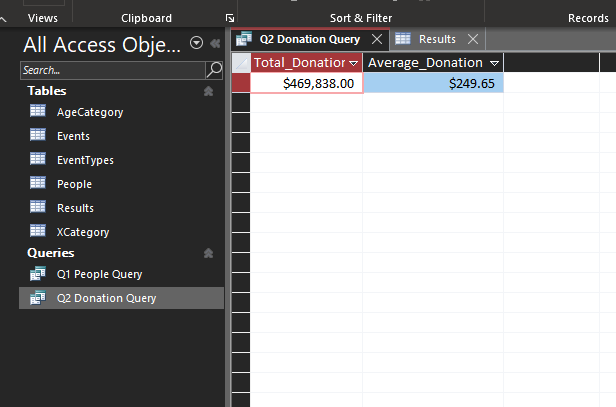 Views
Clipboard
Sort & Filter
Records
All Access Obje...
Search...
Tables
AgeCategory
Events
EventTypes
People
Results
XCategory
Queries
Q1 People Query
Q2 Donation Query
Q2 Donation Query
Results
Total_Donation
Average_Donation
$469,838.00
$249.65